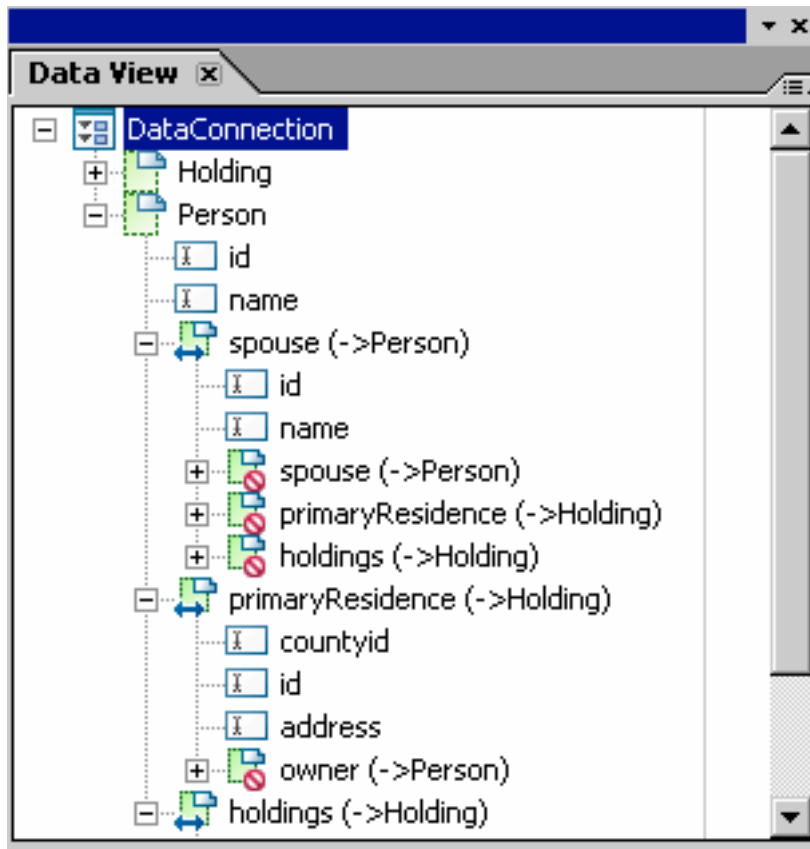 Data View
DataConnection
Holding
Person
id
name
spouse (->Person)
id
name
spouse (->Person)
primaryResidence (->Holding)
holdings (->Holding)
primaryResidence (->Holding)
countyid
id
address
owner (->Person)
holdings (->Holding)